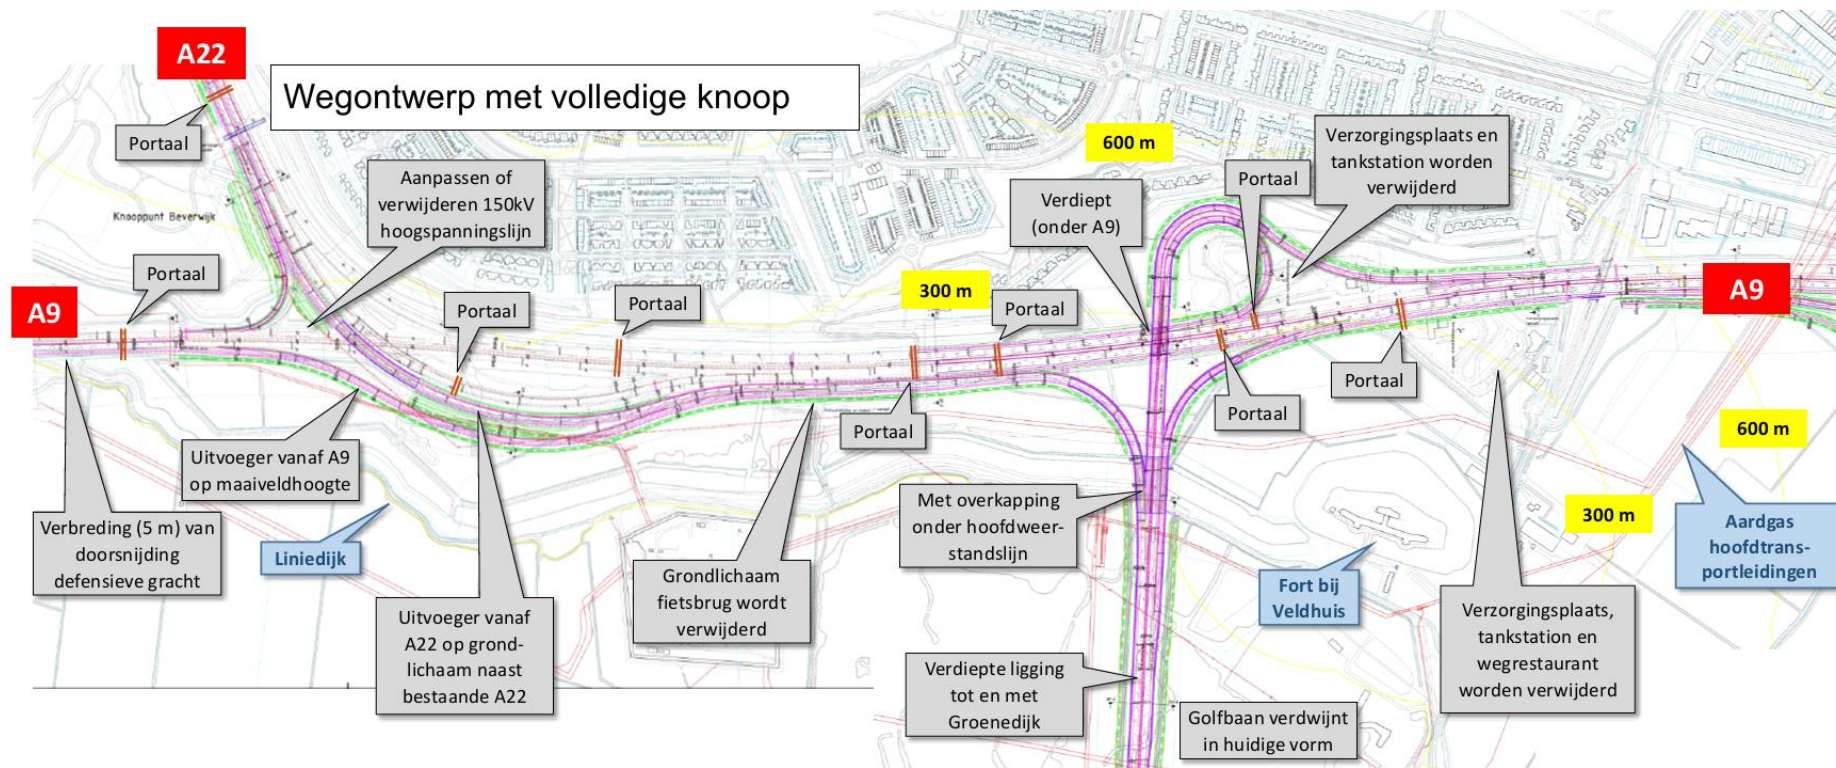 A22
Wegontwerp met volledige knoop
Portaal
Knooppunt Beverwijk
Aanpassen of
verwijderen 150kV
hoogspanningslijn
600 m
Verzorgingsplaats en
tankstation worden
verwijderd
Portaal
Verdiept
(onder A9)
Portaal
A9
Portaal
Portaal
300 m
Portaal
A9
Portaal
Portaal
Portaal
600 m
Uitvoeger vanaf A9
op maaiveldhoogte
Verbreding (5 m) van
doorsnijding
defensieve gracht
Liniedijk
Uitvoeger vanaf
A22 op grond-
lichaam naast
bestaande A22
Grondlichaam
fietsbrug wordt
verwijderd
Met overkapping
onder hoofdweer-
standslijn
300 m
Aardgas
hoofdtrans-
portleidingen
Fort bij
Veldhuis
Verzorgingsplaats,
tankstation en
wegrestaurant
worden verwijderd
Verdiepte ligging
tot en met
Groenedijk
Golfbaan verdwijnt
in huidige vorm